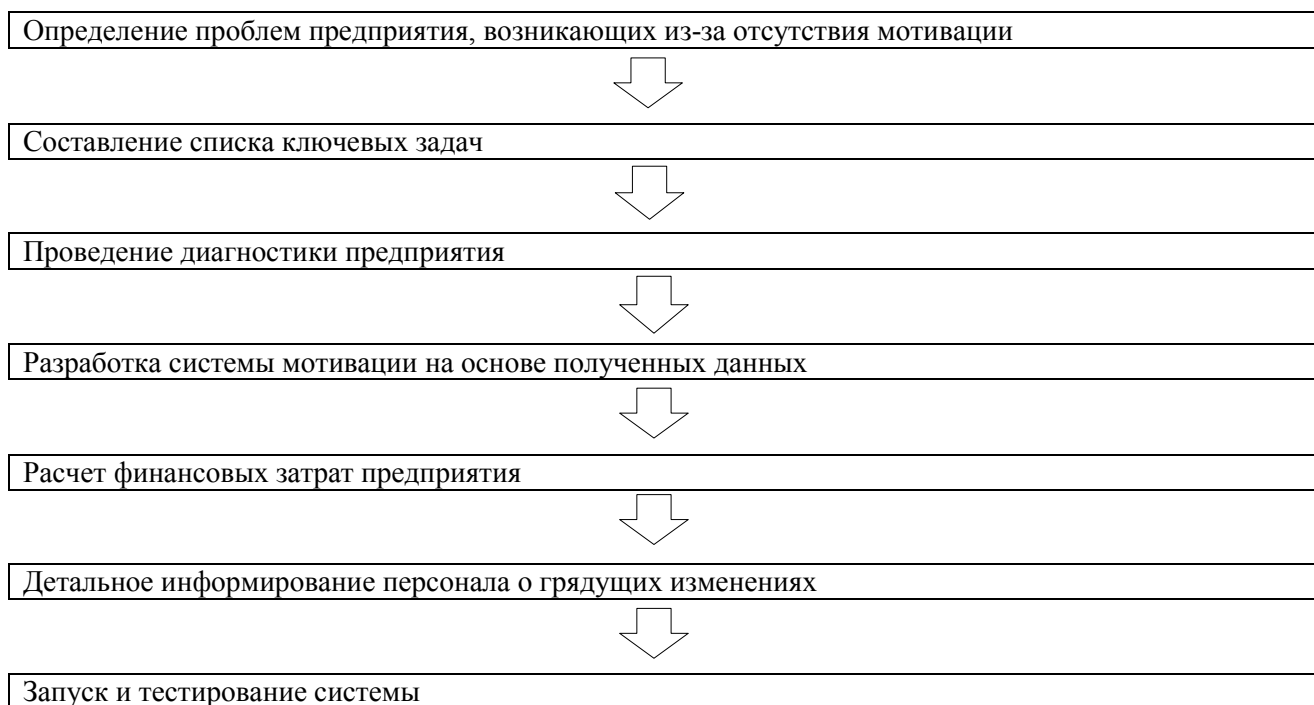 Определение проблем предприятия, возникающих из-за отсутствия мотивации
Составление списка ключевых задач
Проведение диагностики предприятия
Разработка системы мотивации на основе полученных данных
Расчет финансовых затрат предприятия
Детальное информирование персонала о грядущих изменениях
Запуск и тестирование системы